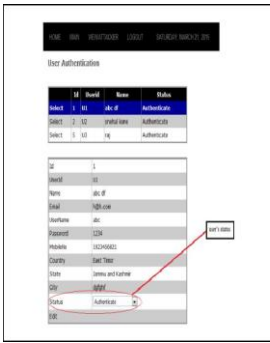 HOME MAIN WEBATTACKER LOGOUT SATURDAY, MARCH 21, 2015
User Authentication
Id UserId Name Status
Select 1 U1 abc df Authenticate
Select 2 U2 Authenticate
Select 3 U3 raj Authenticate
Id 1
UserId U1
Name abc df
Email
UserName abc
Password 1234
MobileNo
Country East Timor
State Jammu and Kashmir
City
Status Authenticate
Edit
user's status